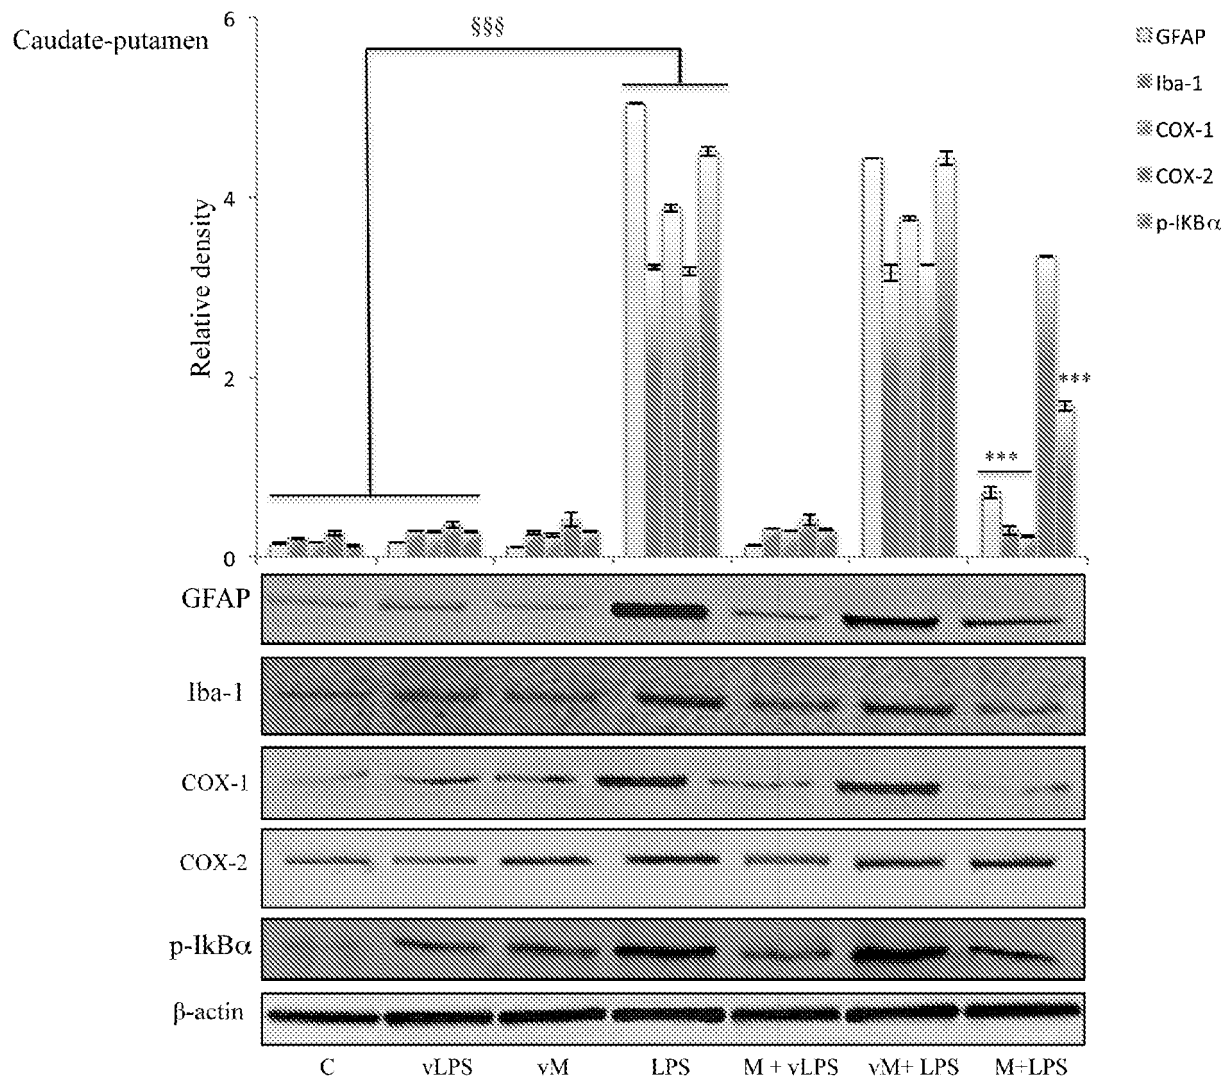 Caudate-putamen
§§§
6
4
2
0
Relative density
***
***
GFAP
Iba-1
COX-1
COX-2
p-IKBα
GFAP
Iba-1
COX-1
COX-2
p-IkBα
β-actin
C vLPS vM LPS M + vLPS vM+ LPS M+LPS